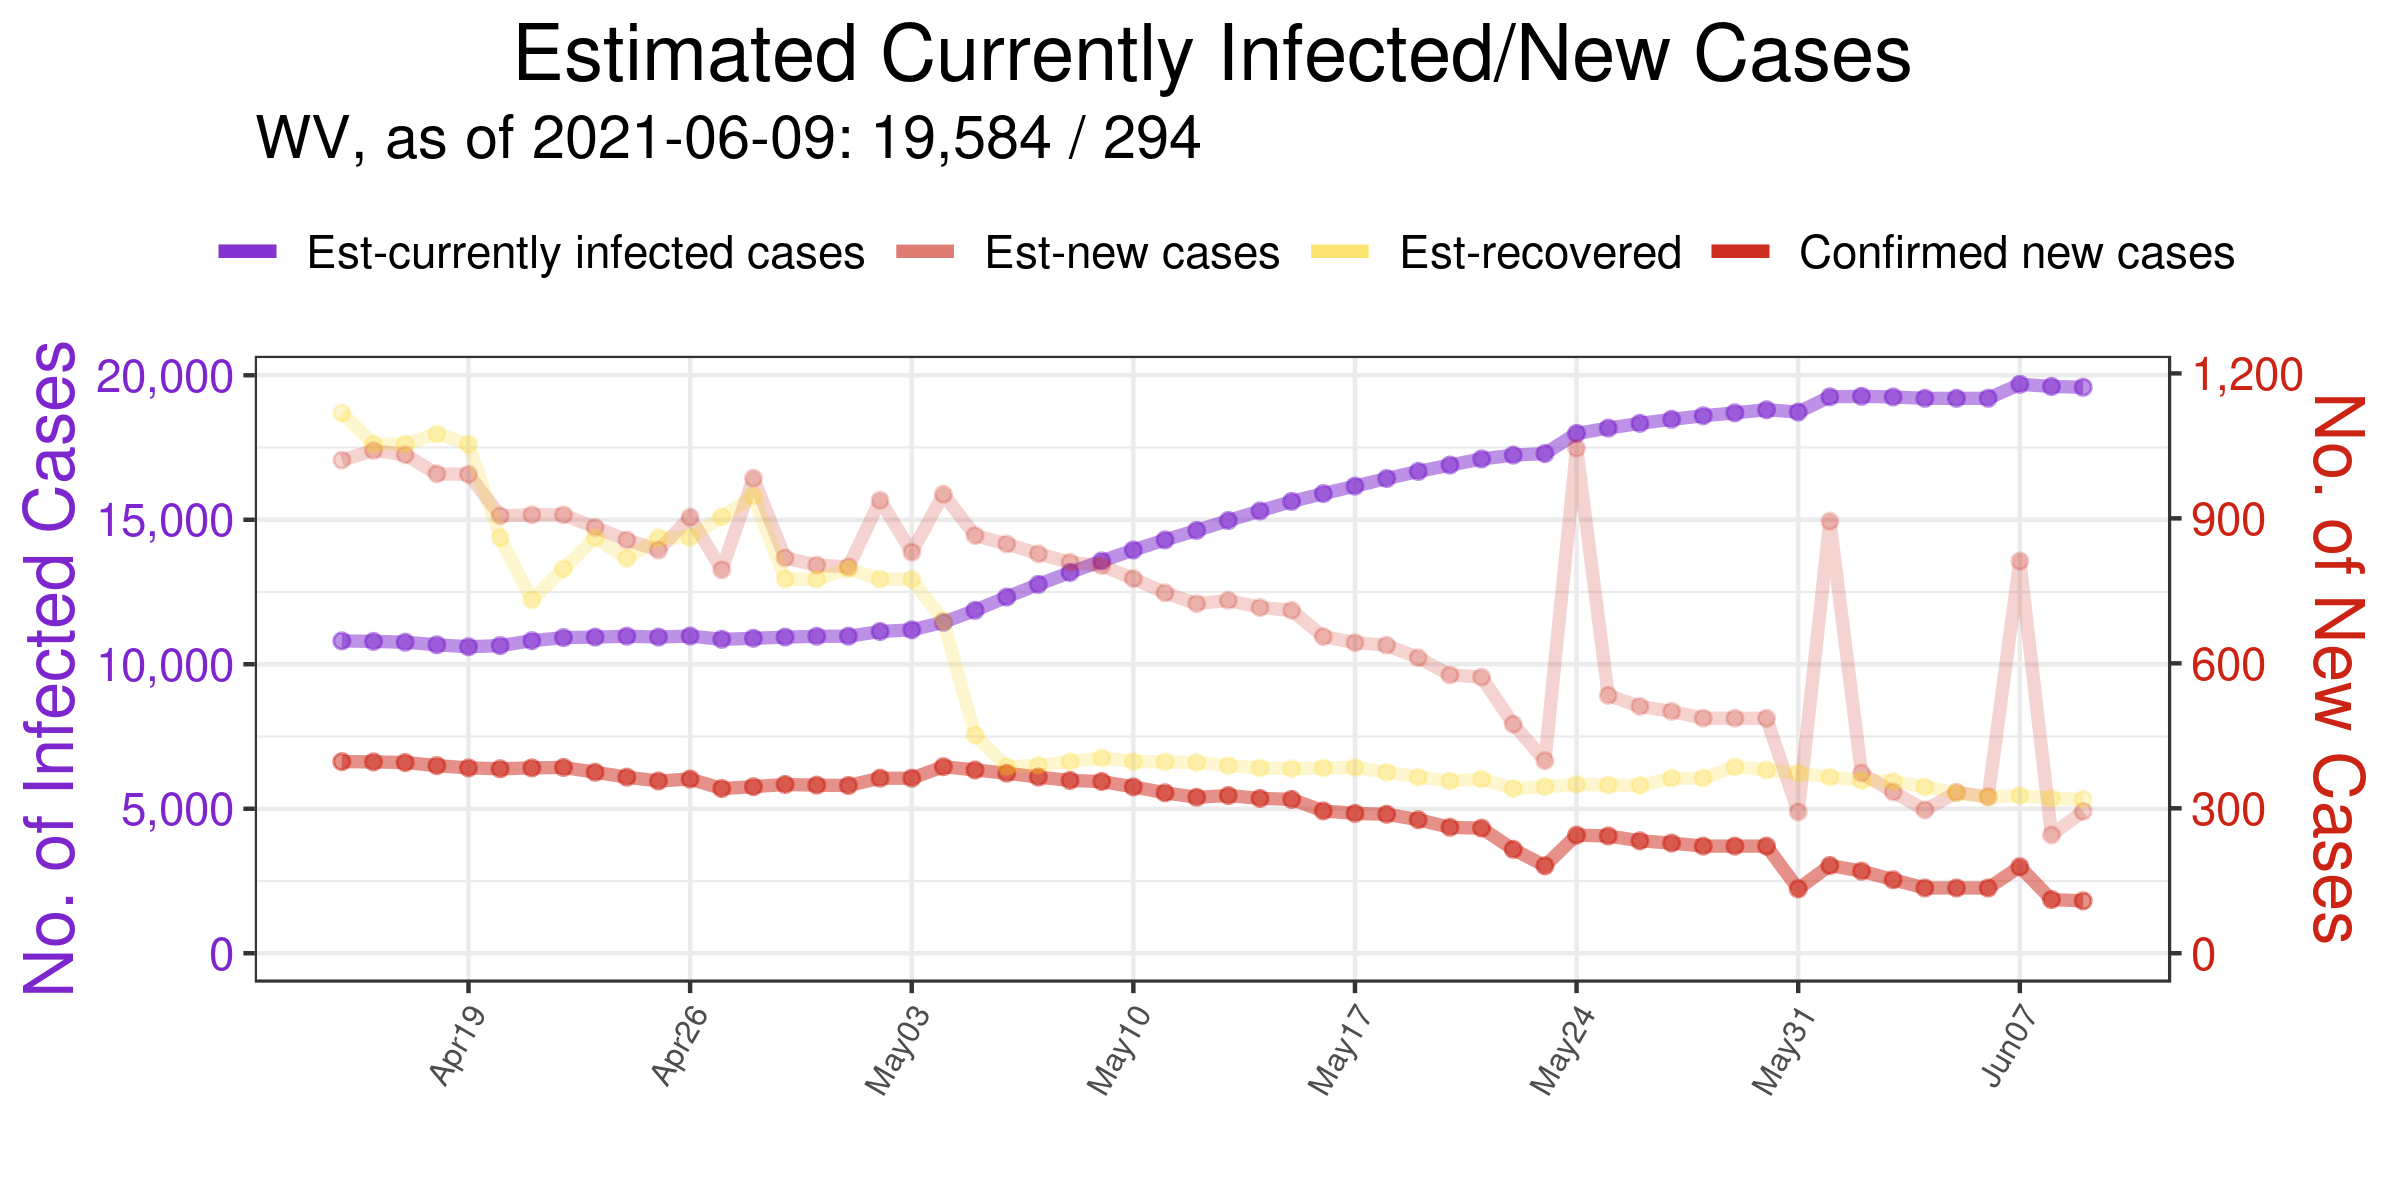 Estimated Currently Infected/New Cases
WV, as of 2021-06-09: 19,584 / 294
Est-currently infected cases
Est-new cases
Est-recovered
Confirmed new cases
No. of Infected Cases
20,000
15,000
10,000
5,000
0
1,200
900
600
300
0
No. of New Cases
Apr19
Apr26
May03
May10
May17
May24
May31
Jun07